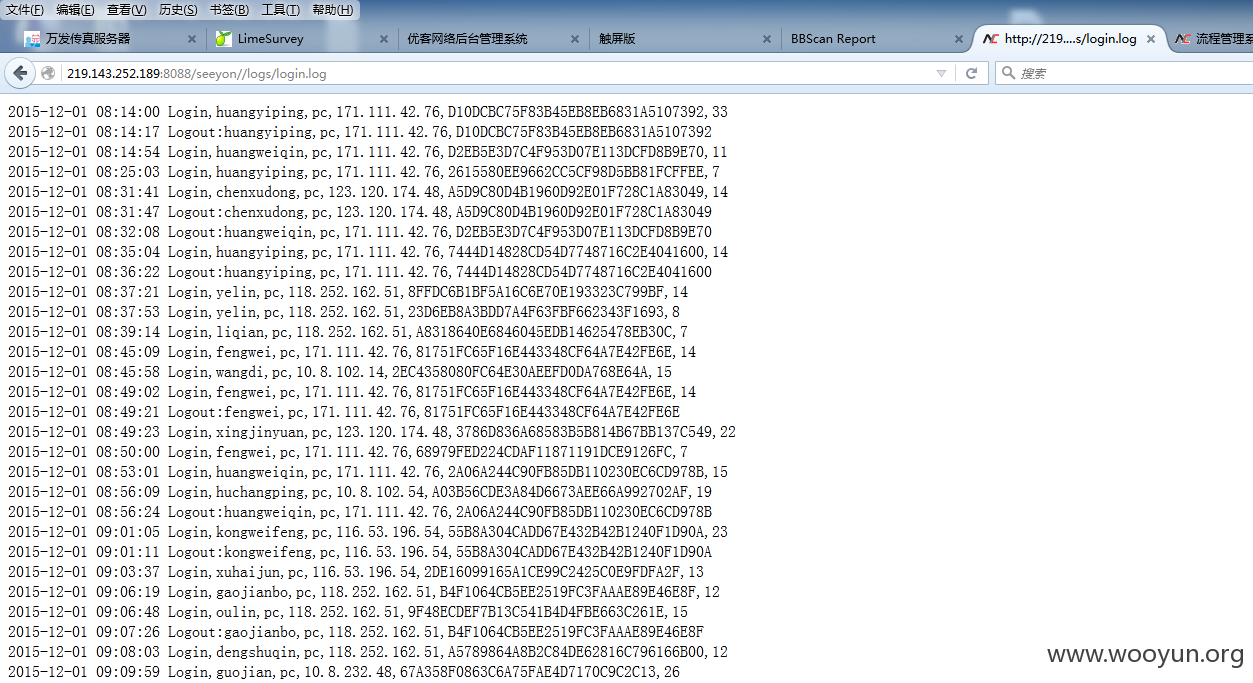 文件(F) 编辑(E) 查看(V) 历史(S) 书签(B) 工具(T) 帮助(H)
万发传真服务器 × LimeSurvey × 优客网络后台管理系统 × 触屏版 × BBScan Report × http://219....s/login.log × 流程管理系
219.143.252.189:8088/seeyon//logs/login.log 搜索
2015-12-01 08:14:00 Login,huangyiping,pc,171.111.42.76,D10DCBC75F83B45EB8EB6831A5107392,33
2015-12-01 08:14:17 Logout:huangyiping,pc,171.111.42.76,D10DCBC75F83B45EB8EB6831A5107392
2015-12-01 08:14:54 Login,huangweiqin,pc,171.111.42.76,D2EB5E3D7C4F953D07E113DCFD8B9E70,11
2015-12-01 08:25:03 Login,huangyiping,pc,171.111.42.76,2615580EE9662CC5CF98D5BB81FCFFEE,7
2015-12-01 08:31:41 Login,chenxudong,pc,123.120.174.48,A5D9C80D4B1960D92E01F728C1A83049,14
2015-12-01 08:31:47 Logout:chenxudong,pc,123.120.174.48,A5D9C80D4B1960D92E01F728C1A83049
2015-12-01 08:32:08 Logout:huangweiqin,pc,171.111.42.76,D2EB5E3D7C4F953D07E113DCFD8B9E70
2015-12-01 08:35:04 Login,huangyiping,pc,171.111.42.76,7444D14828CD54D7748716C2E4041600,14
2015-12-01 08:36:22 Logout:huangyiping,pc,171.111.42.76,7444D14828CD54D7748716C2E4041600
2015-12-01 08:37:21 Login,yelin,pc,118.252.162.51,8FFDC6B1BF5A16C6E70E193323C799BF,14
2015-12-01 08:37:53 Login,yelin,pc,118.252.162.51,23D6EB8A3BDD7A4F63FBF662343F1693,8
2015-12-01 08:39:14 Login,liqian,pc,118.252.162.51,A8318640E6846045EDB14625478EB30C,7
2015-12-01 08:45:09 Login,fengwei,pc,171.111.42.76,81751FC65F16E443348CF64A7E42FE6E,14
2015-12-01 08:45:58 Login,wangdi,pc,10.8.102.14,2EC4358080FC64E30AEEFD0DA768E64A,15
2015-12-01 08:49:02 Login,fengwei,pc,171.111.42.76,81751FC65F16E443348CF64A7E42FE6E,14
2015-12-01 08:49:21 Logout:fengwei,pc,171.111.42.76,81751FC65F16E443348CF64A7E42FE6E
2015-12-01 08:49:23 Login,xingjinyuan,pc,123.120.174.48,3786D836A68583B5B814B67BB137C549,22
2015-12-01 08:50:00 Login,fengwei,pc,171.111.42.76,68979FED224CDAF11871191DCE9126FC,7
2015-12-01 08:53:01 Login,huangweiqin,pc,171.111.42.76,2A06A244C90FB85DB110230EC6CD978B,15
2015-12-01 08:56:09 Login,huchangping,pc,10.8.102.54,A03B56CDE3A84D6673AEE66A992702AF,19
2015-12-01 08:56:24 Logout:huangweiqin,pc,171.111.42.76,2A06A244C90FB85DB110230EC6CD978B
2015-12-01 09:01:05 Login,kongweifeng,pc,116.53.196.54,55B8A304CADD67E432B42B1240F1D90A,23
2015-12-01 09:01:11 Logout:kongweifeng,pc,116.53.196.54,55B8A304CADD67E432B42B1240F1D90A
2015-12-01 09:03:37 Login,xuhaijun,pc,116.53.196.54,2DE16099165A1CE99C2425C0E9FDFA2F,13
2015-12-01 09:06:19 Login,gaojianbo,pc,118.252.162.51,B4F1064CB5EE2519FC3FAAAE89E46E8F,12
2015-12-01 09:06:48 Login,oulin,pc,118.252.162.51,9F48ECDEF7B13C541B4D4FBE663C261E,15
2015-12-01 09:07:26 Logout:gaojianbo,pc,118.252.162.51,B4F1064CB5EE2519FC3FAAAE89E46E8F
2015-12-01 09:08:03 Login,dengshuqin,pc,118.252.162.51,A5789864A8B2C84DE62816C796166B00,12
2015-12-01 09:09:59 Login,guojian,pc,10.8.232.48,67A358F0863C6A75FAE4D7170C9C2C13,26
www.wooyun.org